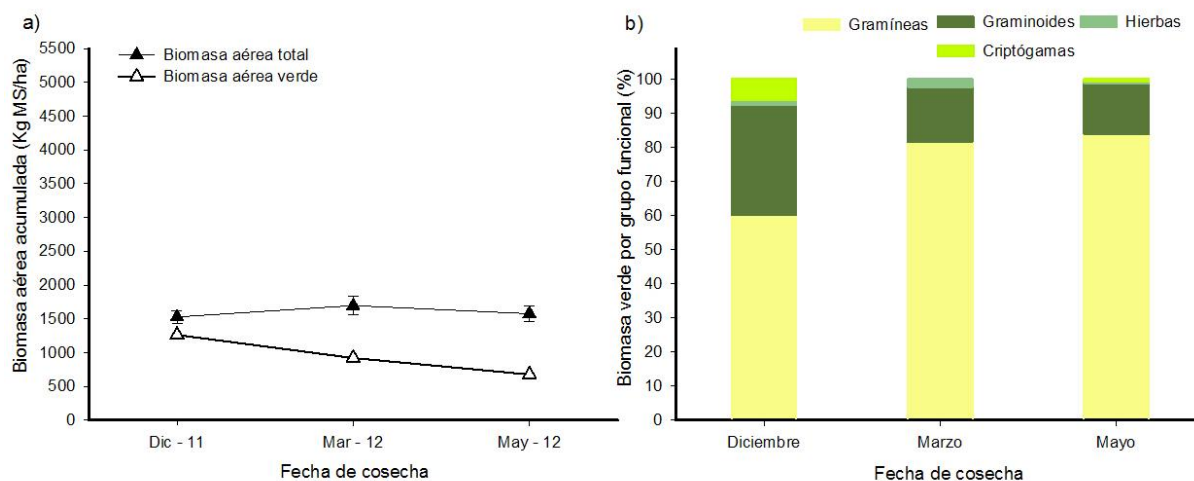 a)
Biomasa aérea total
Biomasa aérea verde
Biomasa aérea acumulada (Kg MS/ha)
5500
5000
4500
4000
3500
3000
2500
2000
1500
1000
500
0
Dic - 11
Mar - 12
May - 12
Fecha de cosecha
b)
Gramíneas
Graminoides
Hierbas
Criptógamas
Biomasa verde por grupo funcional (%)
100
90
80
70
60
50
40
30
20
10
0
Diciembre
Marzo
Mayo
Fecha de cosecha